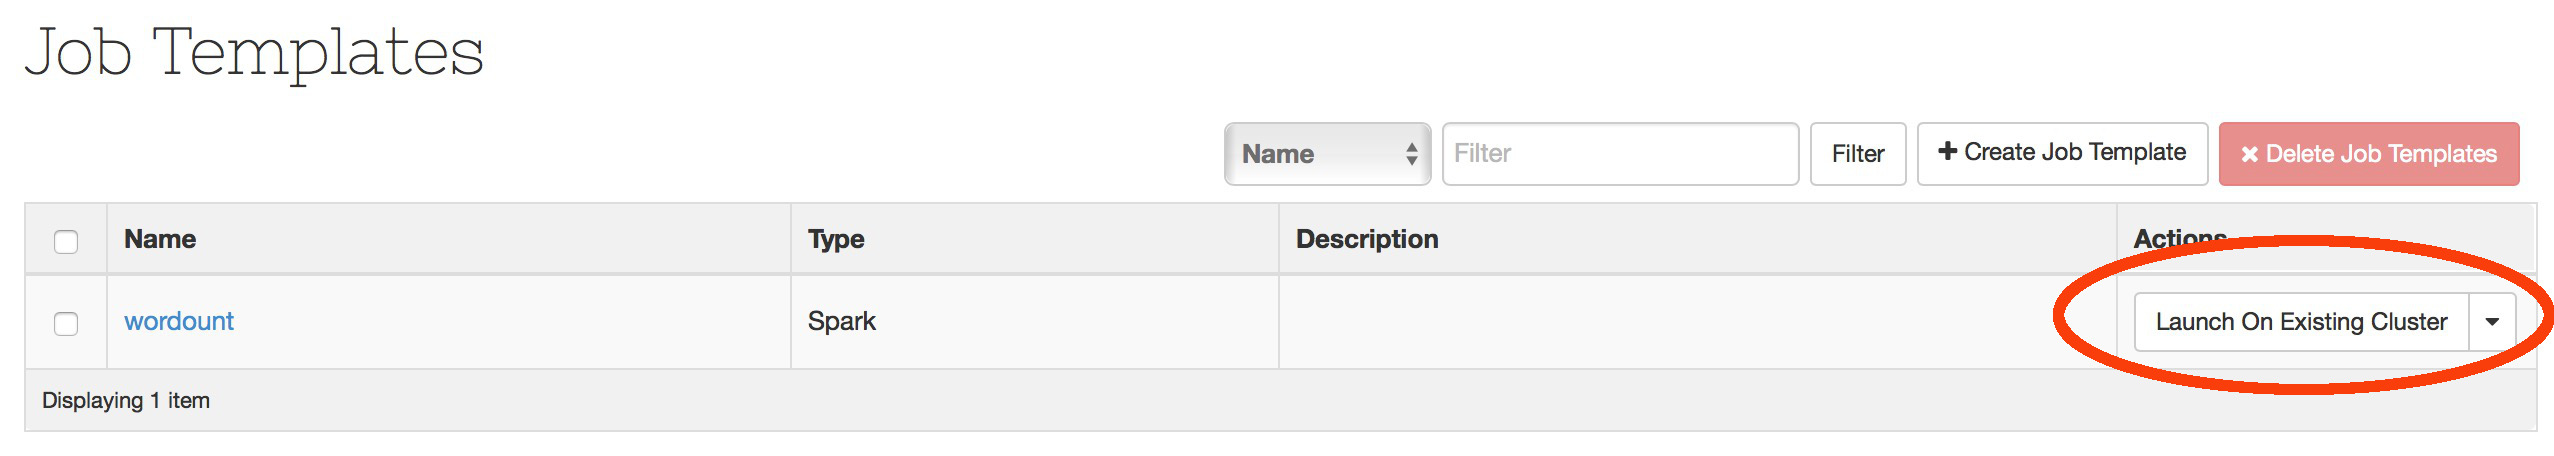 Job Templates
Name Filter Filter Create Job Template Delete Job Templates
Name Type Description Actions
wordount Spark Launch On Existing Cluster
Displaying 1 item